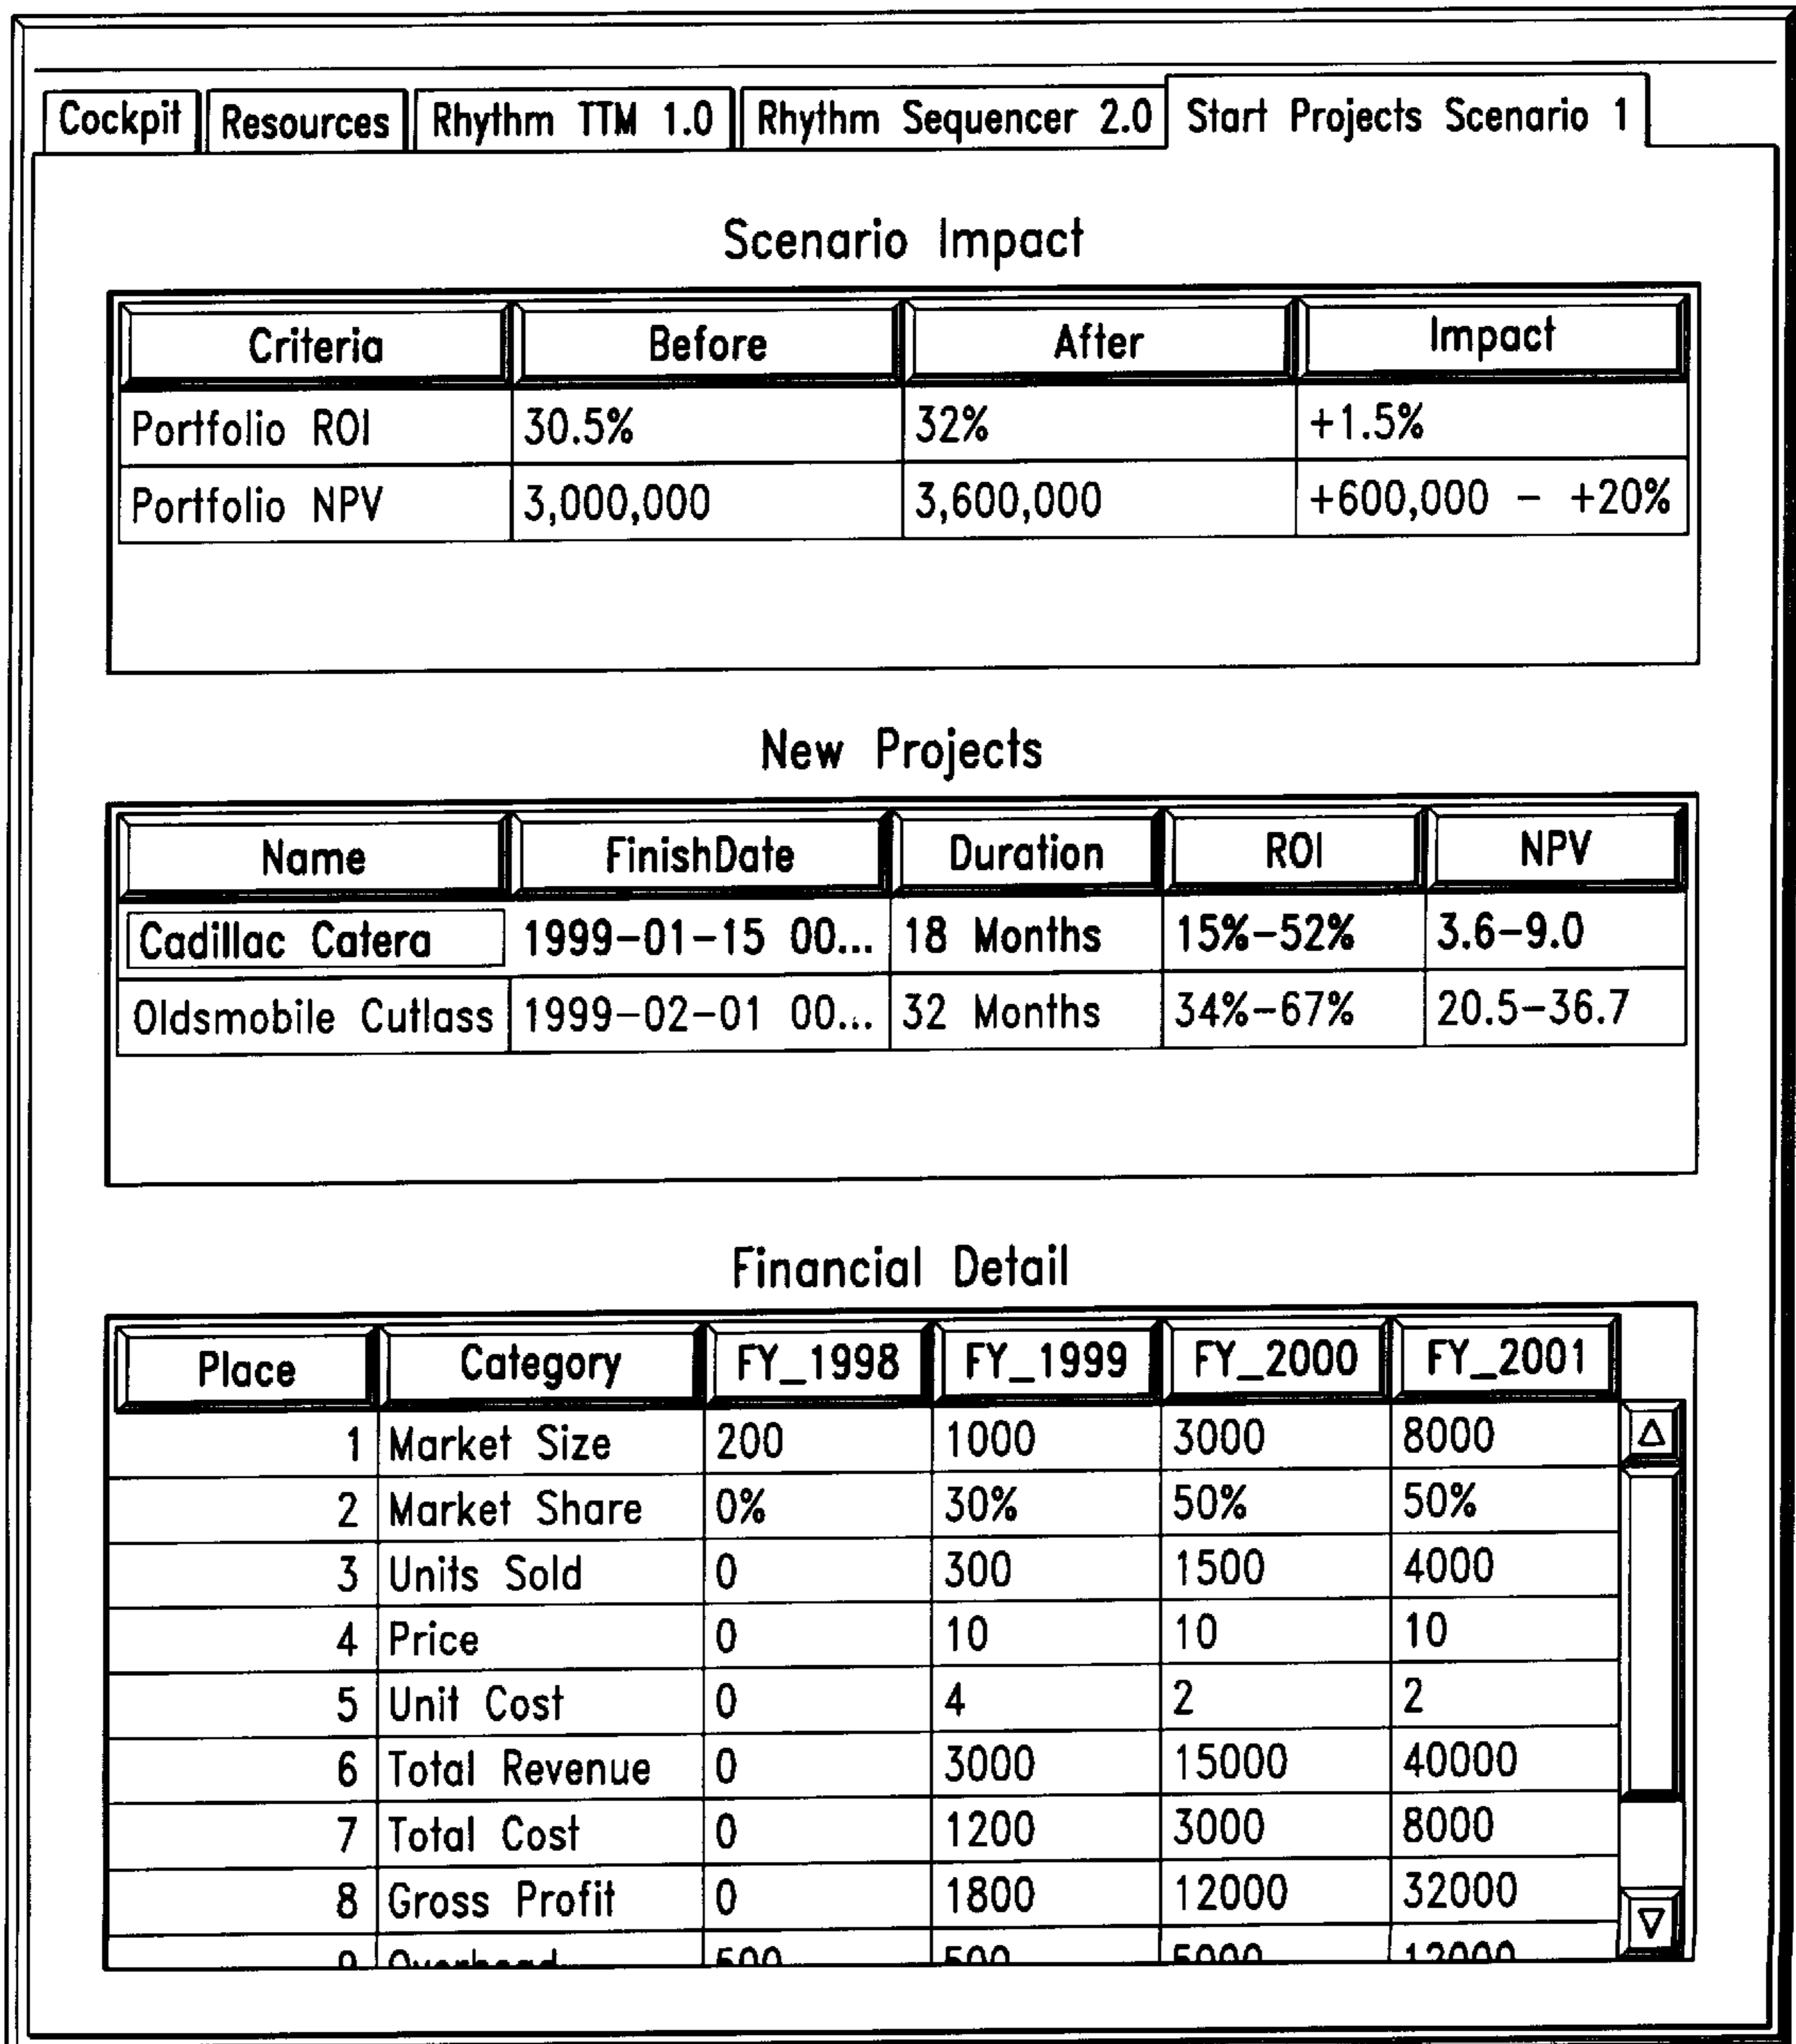 Cockpit Resources Rhythm TTM 1.0 Rhythm Sequencer 2.0 Start Projects Scenario 1
Scenario Impact
Criteria Before After Impact
Portfolio ROI 30.5% 32% +1.5%
Portfolio NPV 3,000,000 3,600,000 +600,000 – +20%
New Projects
Name FinishDate Duration ROI NPV
Cadillac Catera 1999–01–15 00... 18 Months 15%–52% 3.6–9.0
Oldsmobile Cutlass 1999–02–01 00... 32 Months 34%–67% 20.5–36.7
Financial Detail
Place Category FY_1998 FY_1999 FY_2000 FY_2001
1 Market Size 200 1000 3000 8000
2 Market Share 0% 30% 50% 50%
3 Units Sold 0 300 1500 4000
4 Price 0 10 10 10
5 Unit Cost 0 4 2 2
6 Total Revenue 0 3000 15000 40000
7 Total Cost 0 1200 3000 8000
8 Gross Profit 0 1800 12000 32000
9 Overhead 500 500 5000 12000